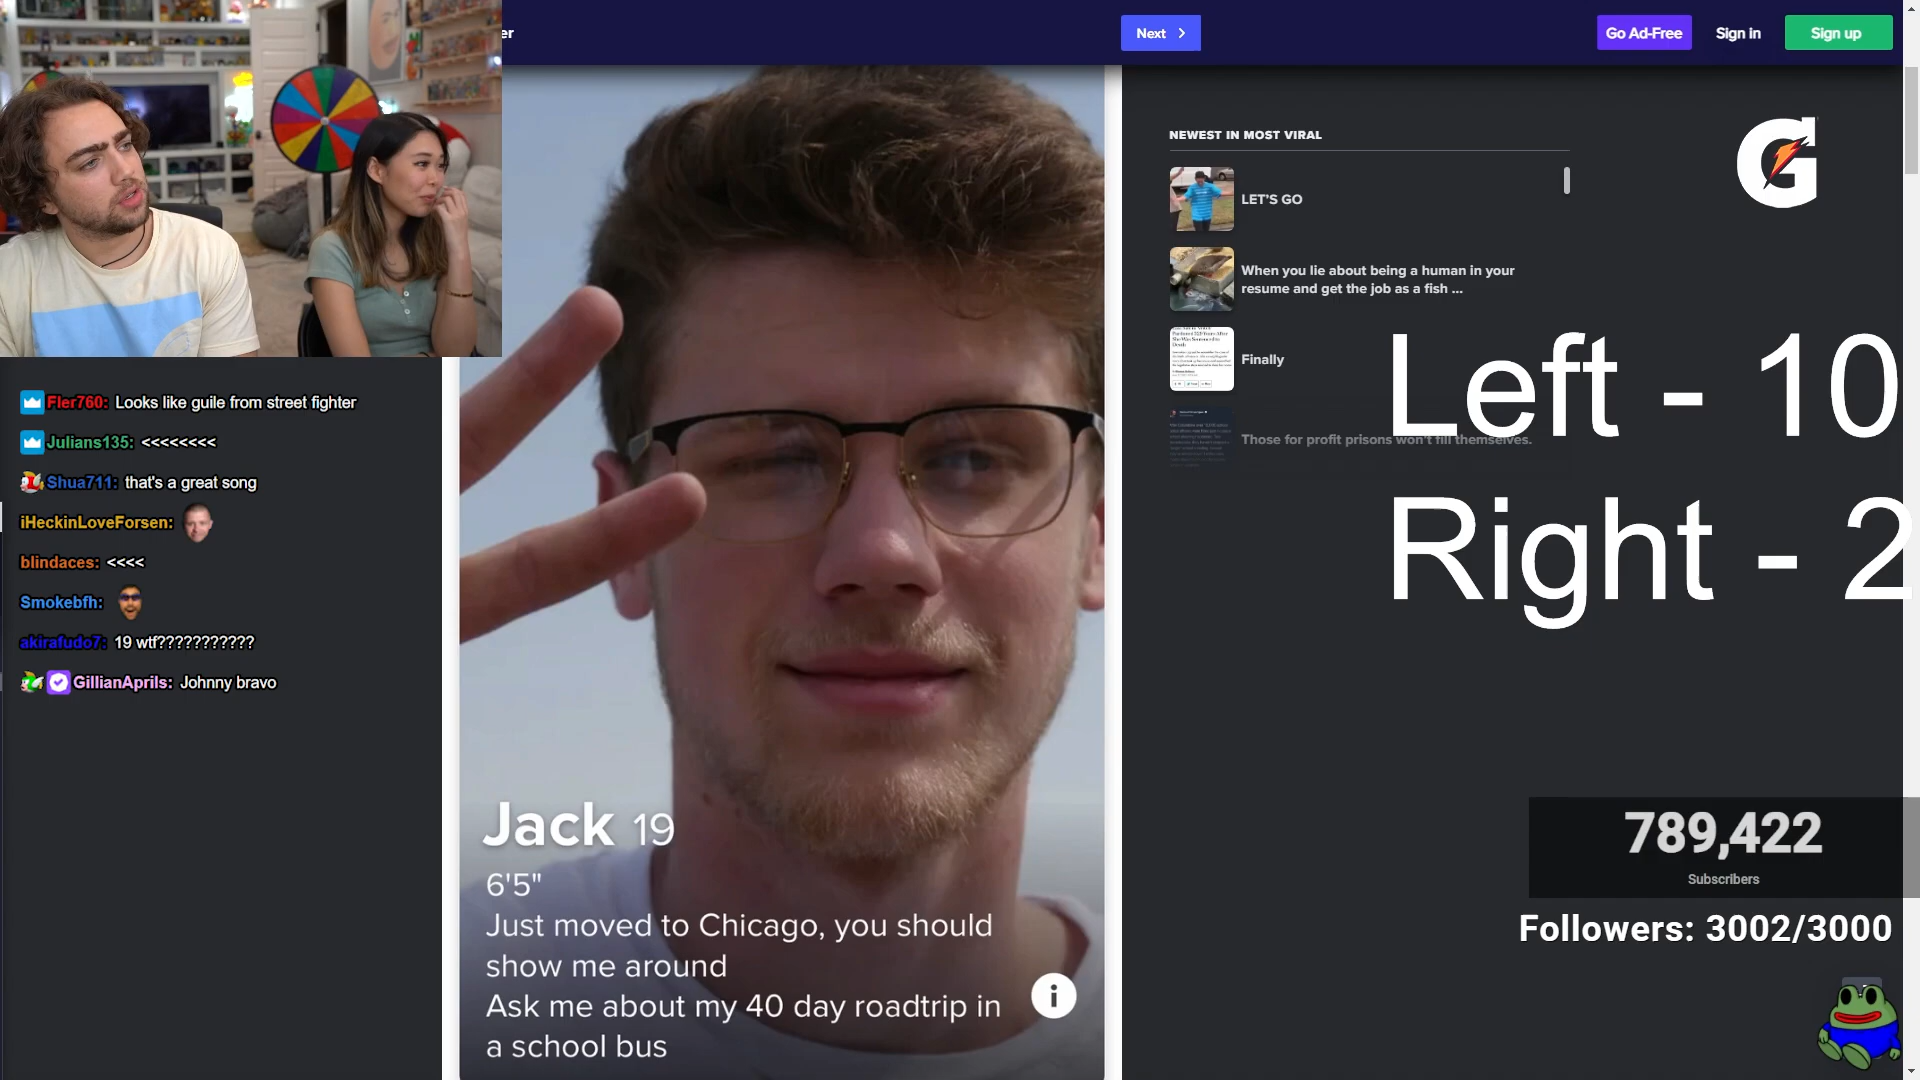 er
Next
Go Ad-Free
Sign in
Sign up
NEWEST IN MOST VIRAL
LET'S GO
When you lie about being a human in your
resume and get the job as a fish ...
Finally
Those for profit prisons won't fill themselves.
G
Left - 10
Right - 2
Fler760: Looks like guile from street fighter
Julians135: <<<<<<<<
Shua711: that's a great song
iHeckinLoveForsen:
blindaces: <<<<
Smokebfh:
akirafudo7: 19 wtf???????????
GillianAprils: Johnny bravo
Jack 19
6'5"
Just moved to Chicago, you should
show me around
Ask me about my 40 day roadtrip in
a school bus
i
789,422
Subscribers
Followers: 3002/3000